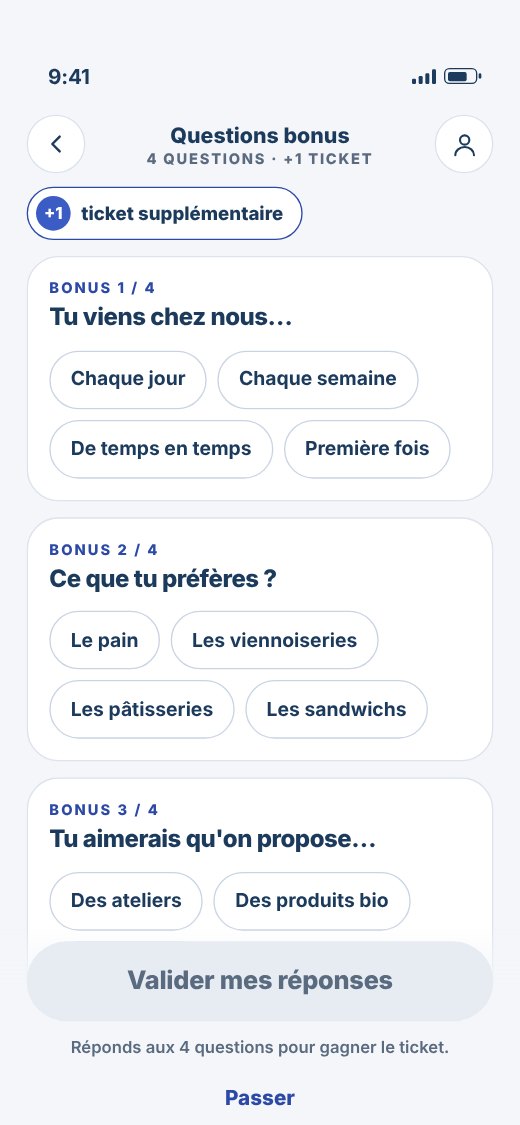 9:41
Questions bonus
4 QUESTIONS · +1 TICKET
+1 ticket supplémentaire
BONUS 1 / 4
Tu viens chez nous...
Chaque jour
Chaque semaine
De temps en temps
Première fois
BONUS 2 / 4
Ce que tu préfères ?
Le pain
Les viennoiseries
Les pâtisseries
Les sandwichs
BONUS 3 / 4
Tu aimerais qu'on propose...
Des ateliers
Des produits bio
Valider mes réponses
Réponds aux 4 questions pour gagner le ticket.
Passer